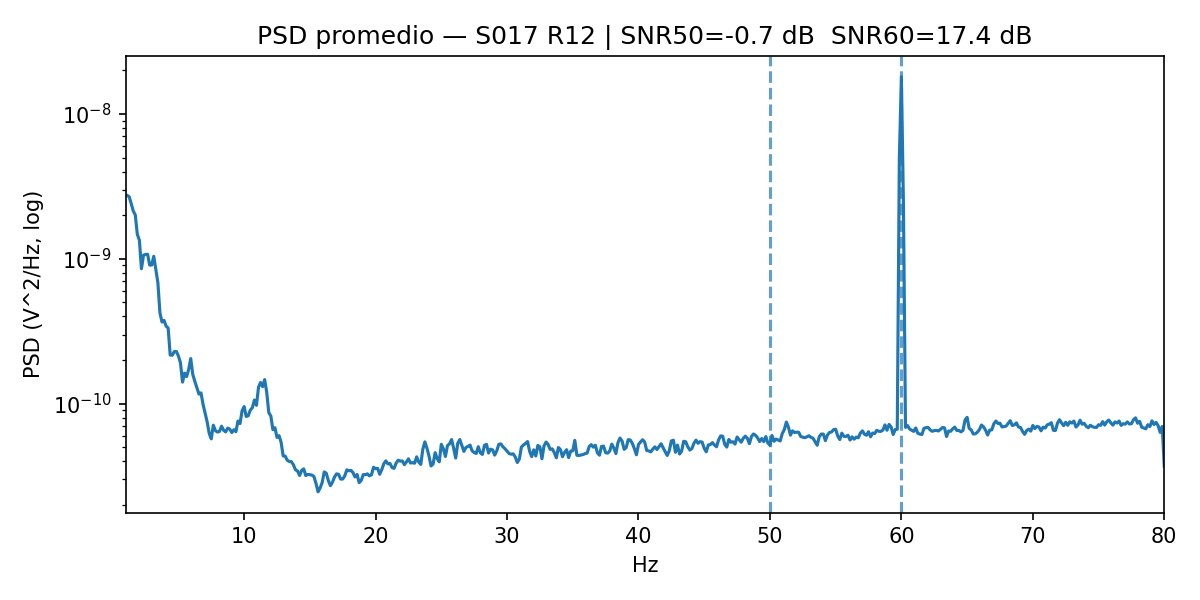 PSD promedio — S017 R12 | SNR50=-0.7 dB  SNR60=17.4 dB
PSD (V^2/Hz, log)
10⁻⁸
10⁻⁹
10⁻¹⁰
10 20 30 40 50 60 70 80
Hz